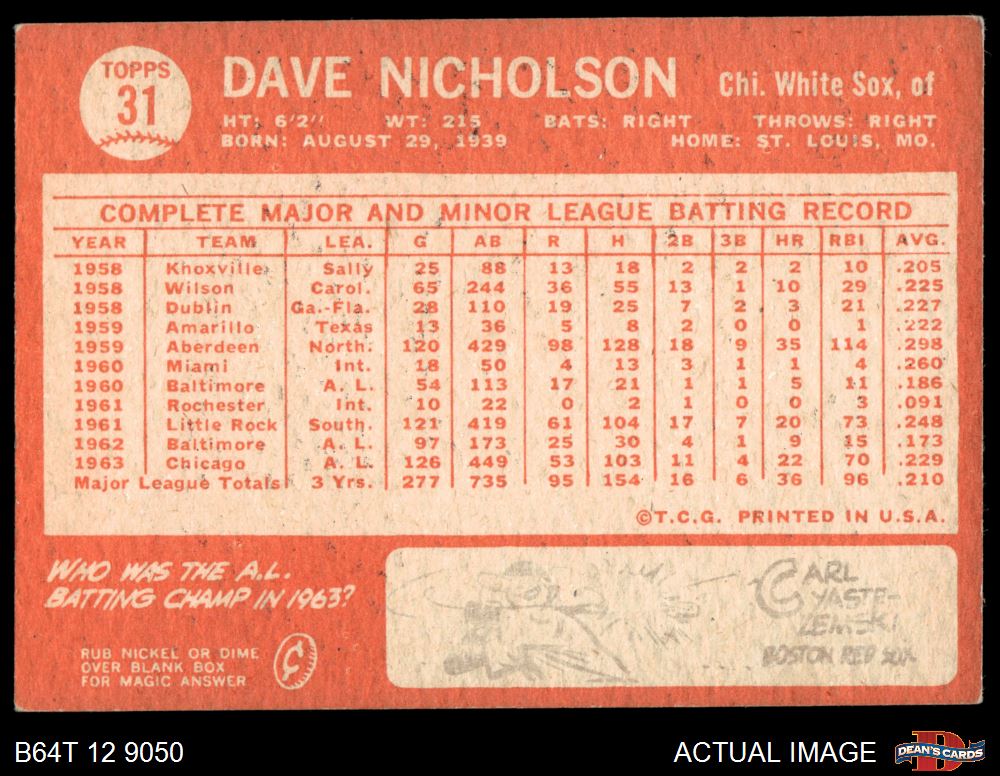 TOPPS
31
DAVE NICHOLSON Chi. White Sox, of
HT: 6'2" WT: 215 BATS: RIGHT THROWS: RIGHT
BORN: AUGUST 29, 1939 HOME: ST. LOUIS, MO.
COMPLETE MAJOR AND MINOR LEAGUE BATTING RECORD
YEAR TEAM LEA. G AB R H 2B 3B HR RBI AVG.
1958 Knoxville Sally 25 88 13 18 2 2 2 10 .205
1958 Wilson Carol. 65 244 36 55 13 1 10 29 .225
1958 Dublin Ga.-Fla. 28 110 19 25 7 2 3 21 .227
1959 Amarillo Texas 13 36 5 8 2 0 0 1 .222
1959 Aberdeen North. 120 429 98 128 18 9 35 114 .298
1960 Miami Int. 18 50 4 13 3 1 1 4 .260
1960 Baltimore A. L. 54 113 17 21 1 1 5 11 .186
1961 Rochester Int. 10 22 0 2 1 0 0 3 .091
1961 Little Rock South. 121 419 61 104 17 7 20 73 .248
1962 Baltimore A. L. 97 173 25 30 4 1 9 15 .173
1963 Chicago A. L. 126 449 53 103 11 4 22 70 .229
Major League Totals 3 Yrs. 277 735 95 154 16 6 36 96 .210
©T.C.G. PRINTED IN U.S.A.
WHO WAS THE A.L.
BATTING CHAMP IN 1963?
RUB NICKEL OR DIME
OVER BLANK BOX
FOR MAGIC ANSWER
CARL
YASTR-
ZEMSKI
BOSTON RED SOX
B64T 12 9050 ACTUAL IMAGE
DEAN'S CARDS